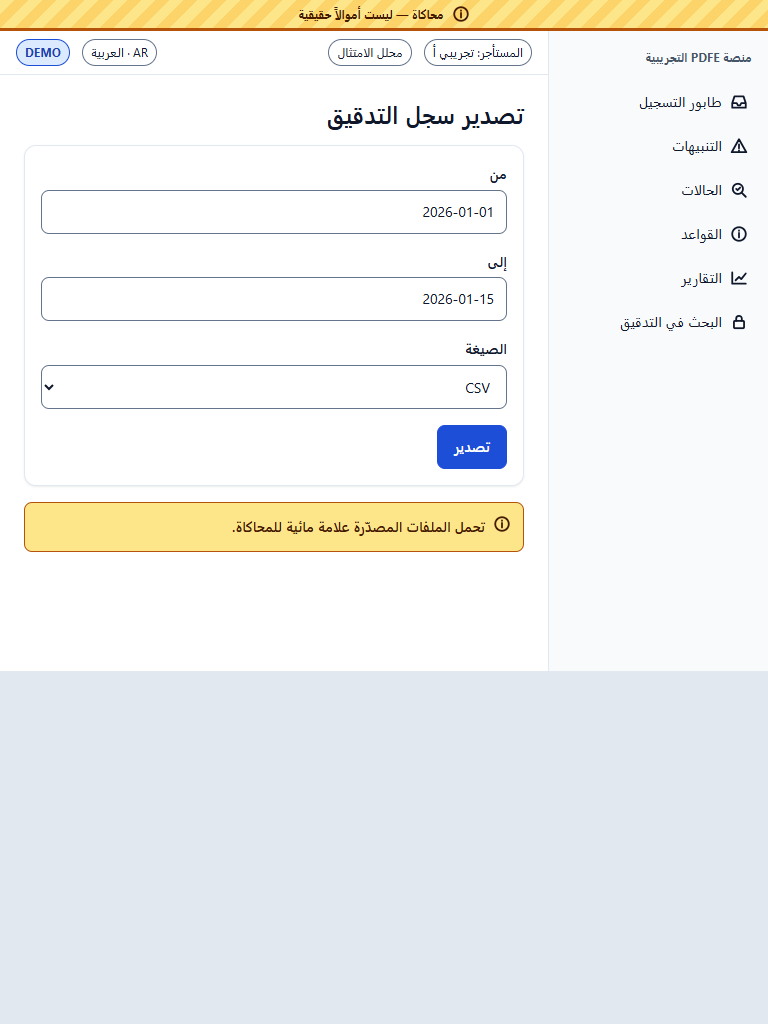 محاكاة — ليست أموالاً حقيقية
منصة PDFE التجريبية
طابور التسجيل
التنبيهات
الحالات
القواعد
التقارير
البحث في التدقيق
المستأجر: تجريبي أ
محلل الامتثال
AR · العربية
DEMO
تصدير سجل التدقيق
من
2026-01-01
إلى
2026-01-15
الصيغة
CSV
تصدير
تحمل الملفات المصدّرة علامة مائية للمحاكاة.